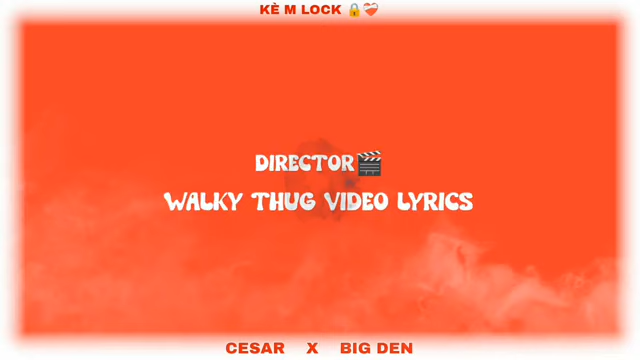 KÈ M LOCK 🔒❤️‍🩹
DIRECTOR🎬
WALKY THUG VIDEO LYRICS
CESAR X BIG DEN